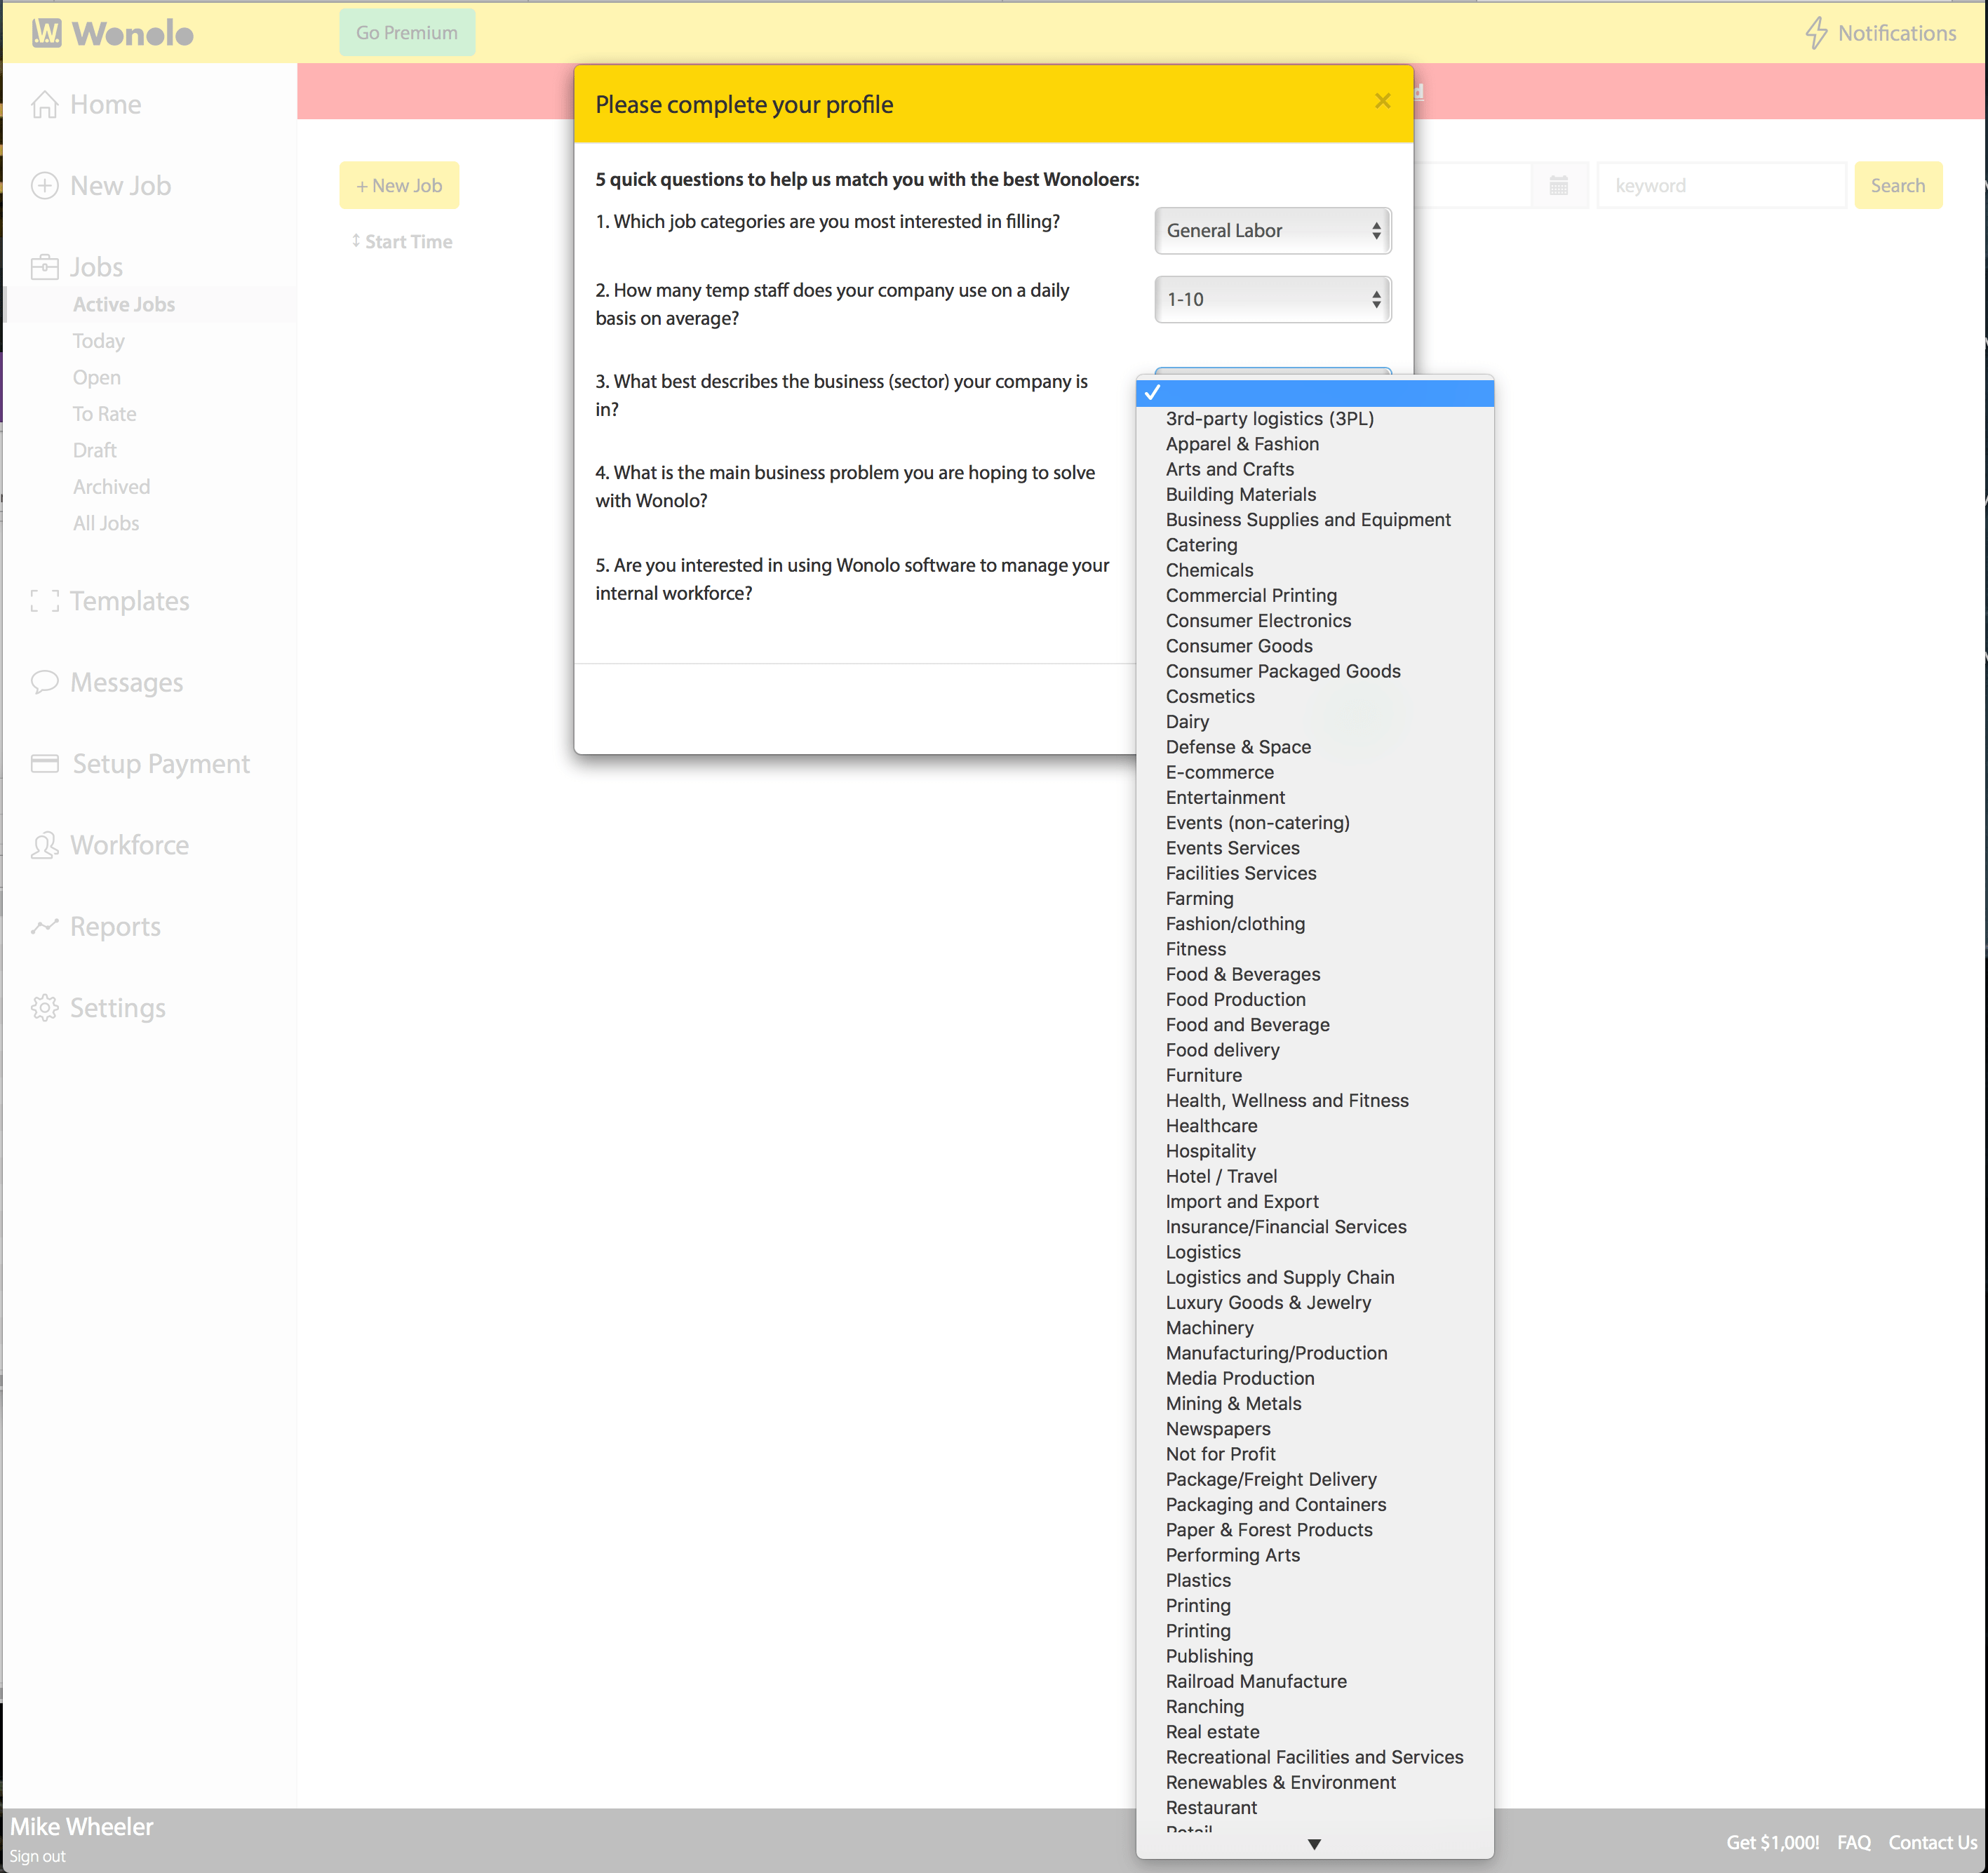 W Wonolo
Go Premium
Notifications
Home
New Job
Jobs
Active Jobs
Today
Open
To Rate
Draft
Archived
All Jobs
Templates
Messages
Setup Payment
Workforce
Reports
Settings
+ New Job
Start Time
keyword
Search
Please complete your profile
×
5 quick questions to help us match you with the best Wonoloers:
1. Which job categories are you most interested in filling?
General Labor
2. How many temp staff does your company use on a daily
basis on average?
1-10
3. What best describes the business (sector) your company is
in?
4. What is the main business problem you are hoping to solve
with Wonolo?
5. Are you interested in using Wonolo software to manage your
internal workforce?
3rd-party logistics (3PL)
Apparel & Fashion
Arts and Crafts
Building Materials
Business Supplies and Equipment
Catering
Chemicals
Commercial Printing
Consumer Electronics
Consumer Goods
Consumer Packaged Goods
Cosmetics
Dairy
Defense & Space
E-commerce
Entertainment
Events (non-catering)
Events Services
Facilities Services
Farming
Fashion/clothing
Fitness
Food & Beverages
Food Production
Food and Beverage
Food delivery
Furniture
Health, Wellness and Fitness
Healthcare
Hospitality
Hotel / Travel
Import and Export
Insurance/Financial Services
Logistics
Logistics and Supply Chain
Luxury Goods & Jewelry
Machinery
Manufacturing/Production
Media Production
Mining & Metals
Newspapers
Not for Profit
Package/Freight Delivery
Packaging and Containers
Paper & Forest Products
Performing Arts
Plastics
Printing
Printing
Publishing
Railroad Manufacture
Ranching
Real estate
Recreational Facilities and Services
Renewables & Environment
Restaurant
Retail
Mike Wheeler
Sign out
Get $1,000!
FAQ
Contact Us